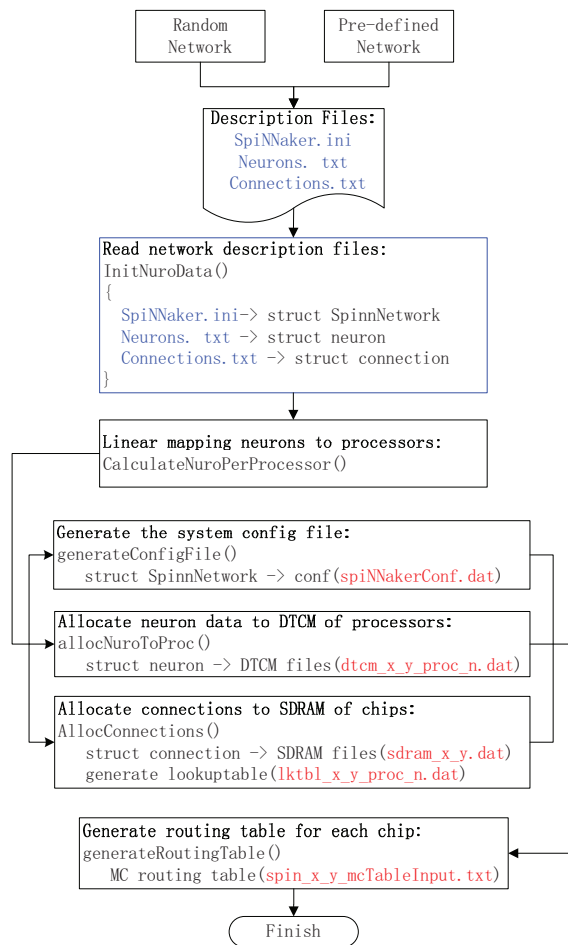 Random
Network
Pre-defined
Network
Description Files:
SpiNNaker.ini
Neurons. txt
Connections.txt
Read network description files:
InitNuroData()
{
SpiNNaker.ini-> struct SpinnNetwork
Neurons. txt -> struct neuron
Connections.txt -> struct connection
}
Linear mapping neurons to processors:
CalculateNuroPerProcessor()
Generate the system config file:
generateConfigFile()
struct SpinnNetwork -> conf(spiNNakerConf.dat)
Allocate neuron data to DTCM of processors:
allocNuroToProc()
struct neuron -> DTCM files(dtcm_x_y_proc_n.dat)
Allocate connections to SDRAM of chips:
AllocConnections()
struct connection -> SDRAM files(sdram_x_y.dat)
generate lookuptable(lktbl_x_y_proc_n.dat)
Generate routing table for each chip:
generateRoutingTable()
MC routing table(spin_x_y_mcTableInput.txt)
Finish